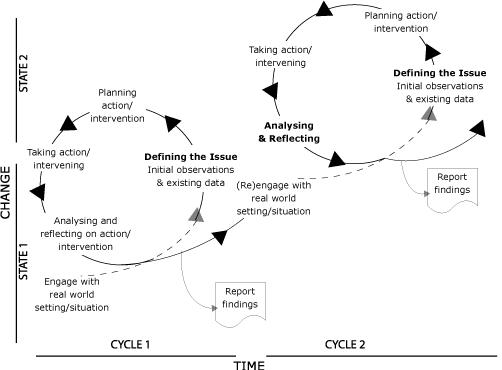 Planning action/
intervention
Taking action/
intervening
Defining the Issue
Initial observations
& existing data
Analysing
& Reflecting
(Re)engage with
real world
setting/situation
Report
findings
STATE 2
CHANGE
STATE 1
Planning
action/
intervention
Taking action/
intervening
Defining the Issue
Initial observations
& existing data
Analysing and
reflecting on action/
intervention
Engage with
real world
setting/situation
Report
findings
CYCLE 1
CYCLE 2
TIME